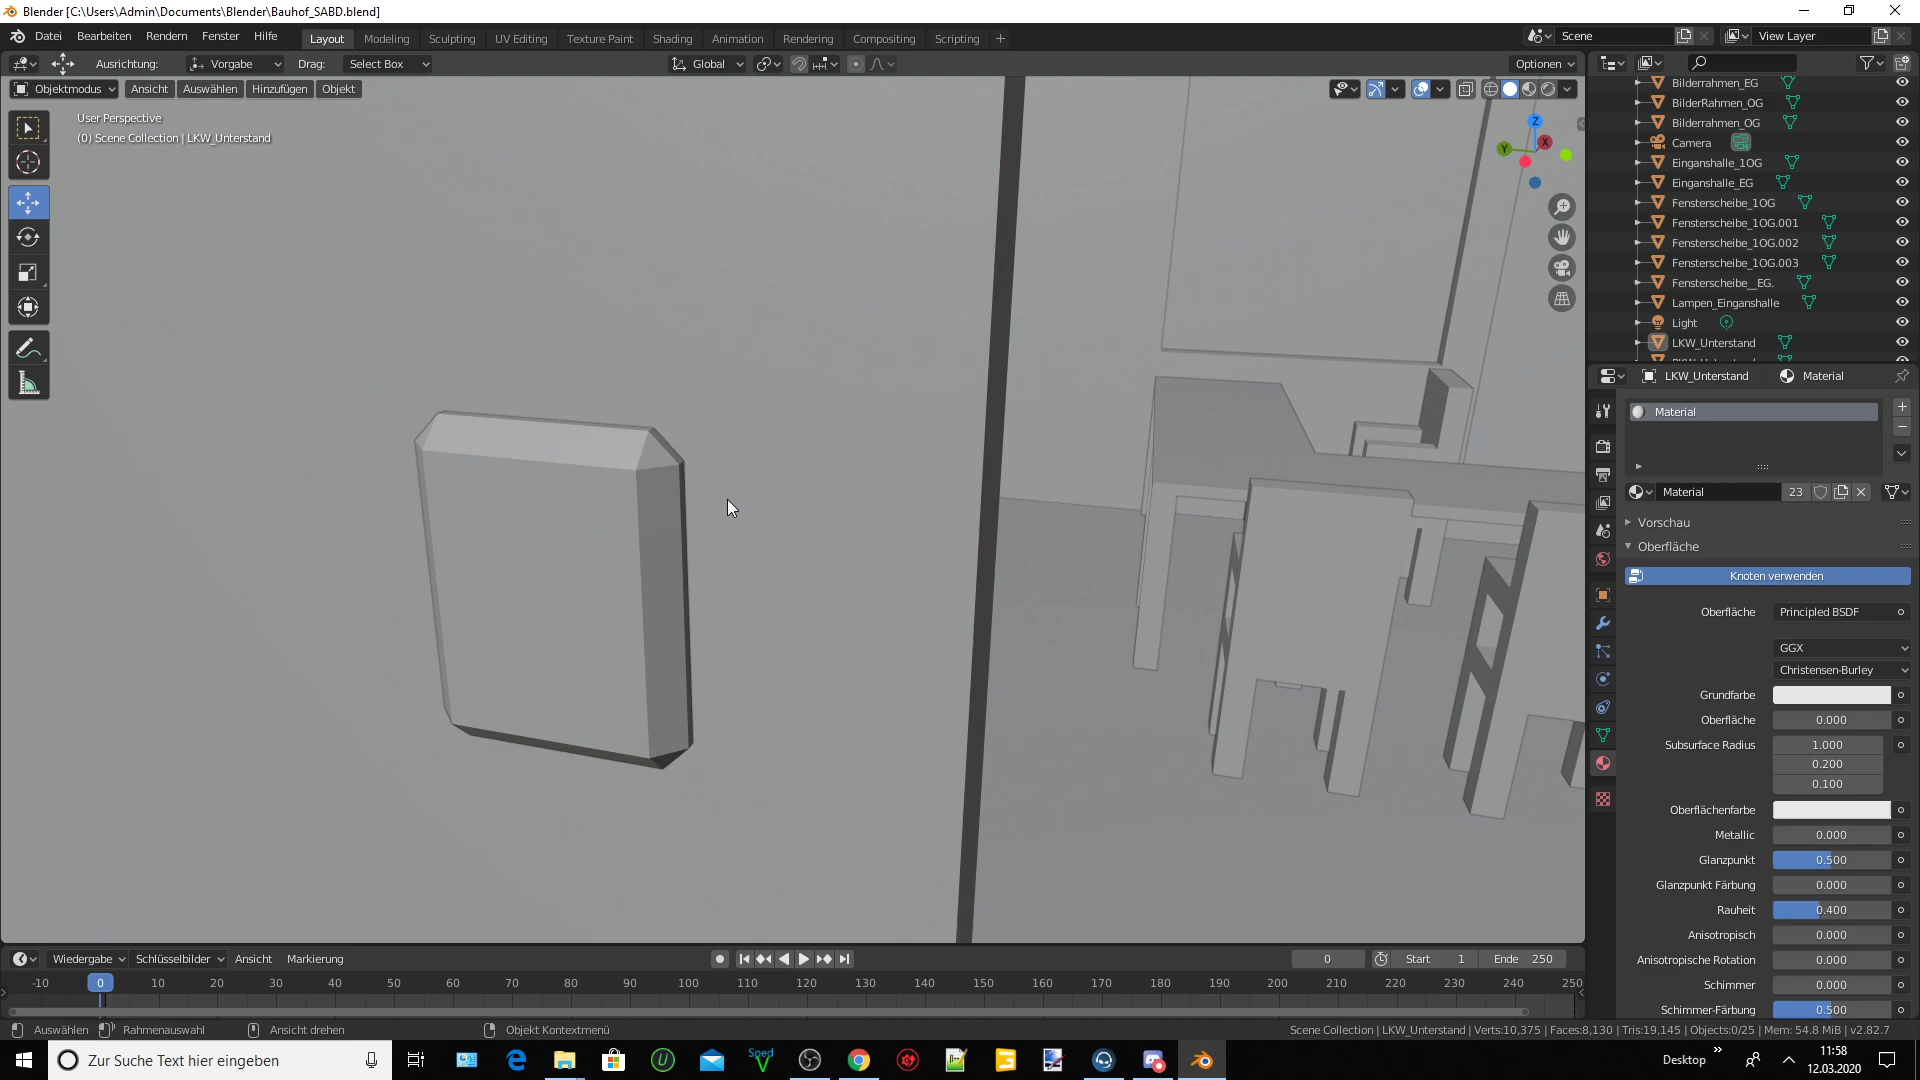 Blender [C:\Users\Admin\Documents\Blender\Bauhof_SABD.blend]
Datei Bearbeiten Rendern Fenster Hilfe Layout Modeling Sculpting UV Editing Texture Paint Shading Animation Rendering Compositing Scripting + Scene View Layer
Ausrichtung: Vorgabe Drag: Select Box Global Optionen
Objektmodus Ansicht Auswählen Hinzufügen Objekt
User Perspective
(0) Scene Collection | LKW_Unterstand
Z
X
Y
Bilderrahmen_EG
BilderRahmen_OG
Bilderrahmen_OG
Camera
Einganshalle_1OG
Einganshalle_EG
Fensterscheibe_1OG
Fensterscheibe_1OG.001
Fensterscheibe_1OG.002
Fensterscheibe_1OG.003
Fensterscheibe__EG.
Lampen_Einganshalle
Light
LKW_Unterstand
LKW_Unterstand Material
Material
Material 23
Vorschau
Oberfläche
Knoten verwenden
Oberfläche Principled BSDF
GGX
Christensen-Burley
Grundfarbe
Oberfläche 0.000
Subsurface Radius 1.000
0.200
0.100
Oberflächenfarbe
Metallic 0.000
Glanzpunkt 0.500
Glanzpunkt Färbung 0.000
Rauheit 0.400
Anisotropisch 0.000
Anisotropische Rotation 0.000
Schimmer 0.000
Schimmer-Färbung 0.500
Wiedergabe Schlüsselbilder Ansicht Markierung 0 Start 1 Ende 250
-10 0 10 20 30 40 50 60 70 80 90 100 110 120 130 140 150 160 170 180 190 200 210 220 230 240 250
Auswählen Rahmenauswahl Ansicht drehen Objekt Kontextmenü Scene Collection | LKW_Unterstand | Verts:10,375 | Faces:8,130 | Tris:19,145 | Objects:0/25 | Mem: 54.8 MiB | v2.82.7
Zur Suche Text hier eingeben Sped V Desktop 11:58
12.03.2020